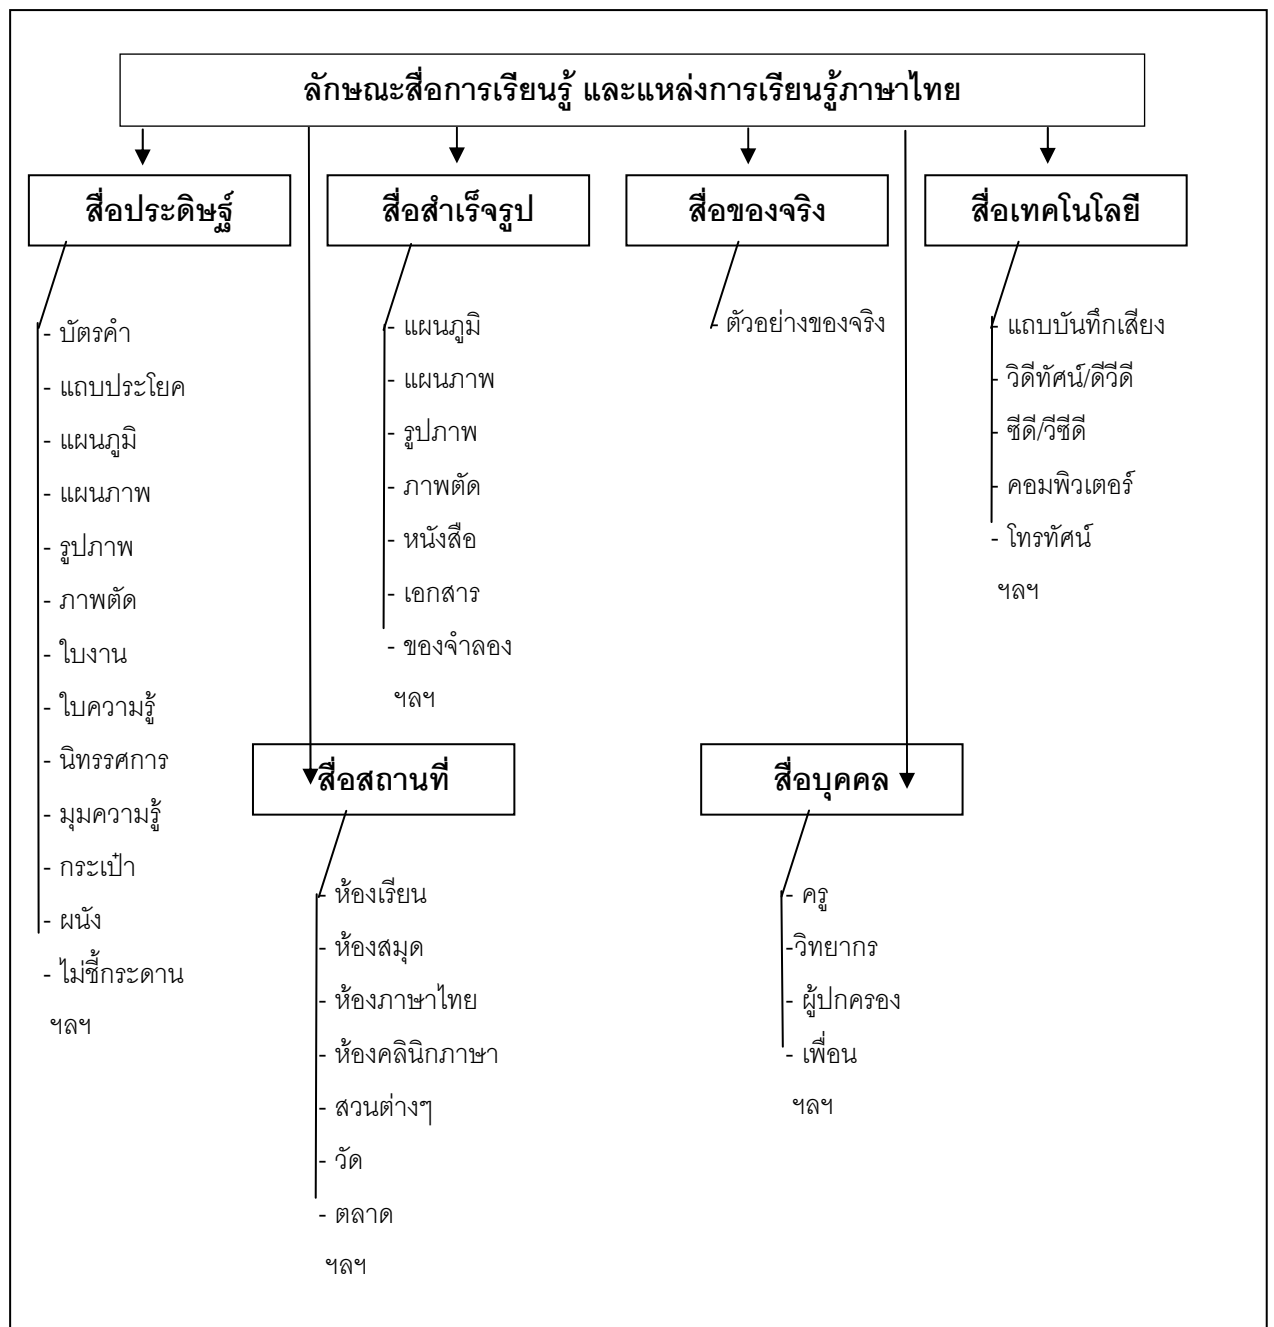 ลักษณะสื่อการเรียนรู้ และแหล่งการเรียนรู้ภาษาไทย
สื่อประดิษฐ์
- บัตรคำ
- แถบประโยค
- แผนภูมิ
- แผนภาพ
- รูปภาพ
- ภาพตัด
- ใบงาน
- ใบความรู้
- นิทรรศการ
- มุมความรู้
- กระเป๋า
- ผนัง
- ไม่ชี้กระดาน
ฯลฯ
สื่อสำเร็จรูป
- แผนภูมิ
- แผนภาพ
- รูปภาพ
- ภาพตัด
- หนังสือ
- เอกสาร
- ของจำลอง
ฯลฯ
สื่อของจริง
- ตัวอย่างของจริง
สื่อเทคโนโลยี
- แถบบันทึกเสียง
- วิดีทัศน์/ดีวีดี
- ซีดี/วีซีดี
- คอมพิวเตอร์
- โทรทัศน์
ฯลฯ
สื่อสถานที่
- ห้องเรียน
- ห้องสมุด
- ห้องภาษาไทย
- ห้องคลินิกภาษา
- สวนต่างๆ
- วัด
- ตลาด
ฯลฯ
สื่อบุคคล
- ครู
-วิทยากร
- ผู้ปกครอง
- เพื่อน
ฯลฯ